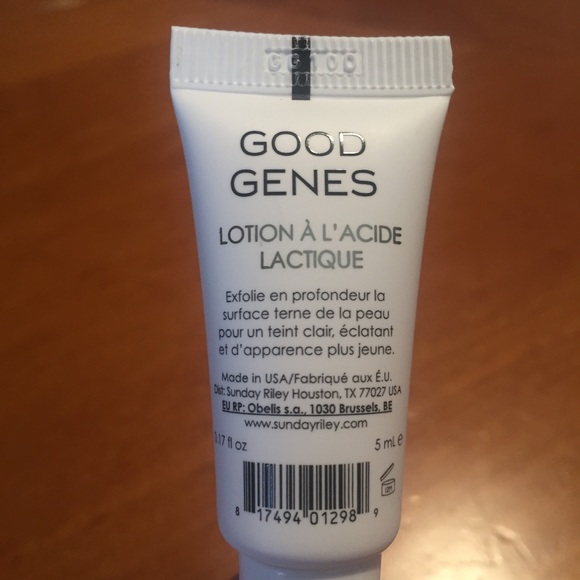 GOOD
GENES
LOTION À L'ACIDE
LACTIQUE
Exfolie en profondeur la
surface terne de la peau
pour un teint clair, éclatant
et d'apparence plus jeune.
Made in USA/Fabriqué aux É.U.
Dist: Sunday Riley Houston, TX 77027 USA
EU RP: Obelis s.a., 1030 Brussels, BE
www.sundayriley.com
0.17 fl oz 5 mL ℮
8 17494 01298 9